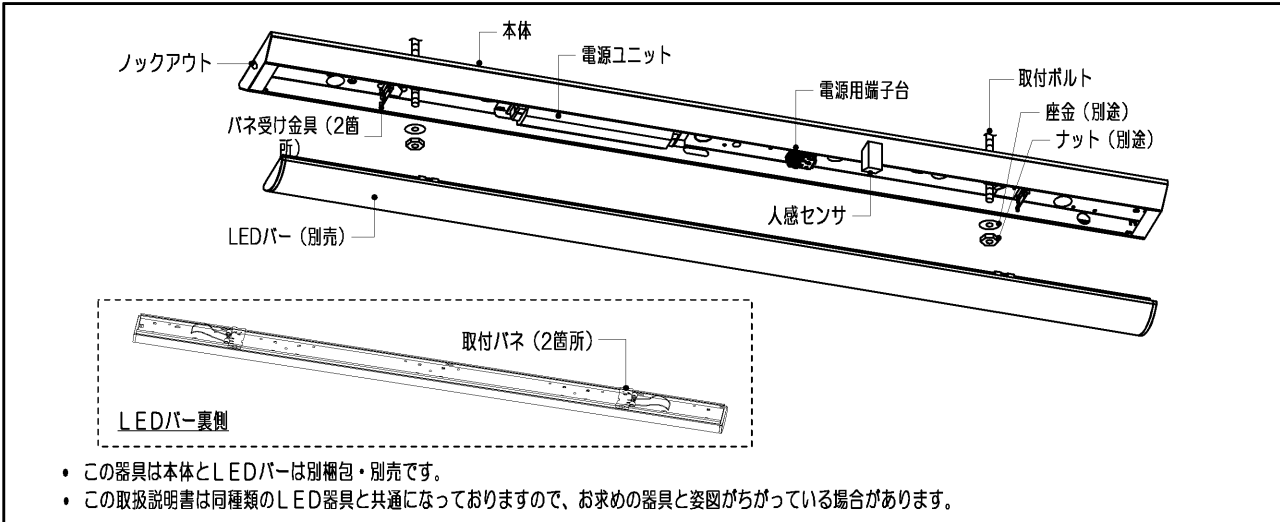 本体
ノックアウト
電源ユニット
電源用端子台
取付ボルト
座金(別途)
ナット(別途)
バネ受け金具(2箇
所)
人感センサ
LEDバー(別売)
取付バネ(2箇所)
LEDバー裏側
• この器具は本体とLEDバーは別梱包・別売です。
• この取扱説明書は同種類のLED器具と共通になっておりますので、お求めの器具と姿図がちがっている場合があります。